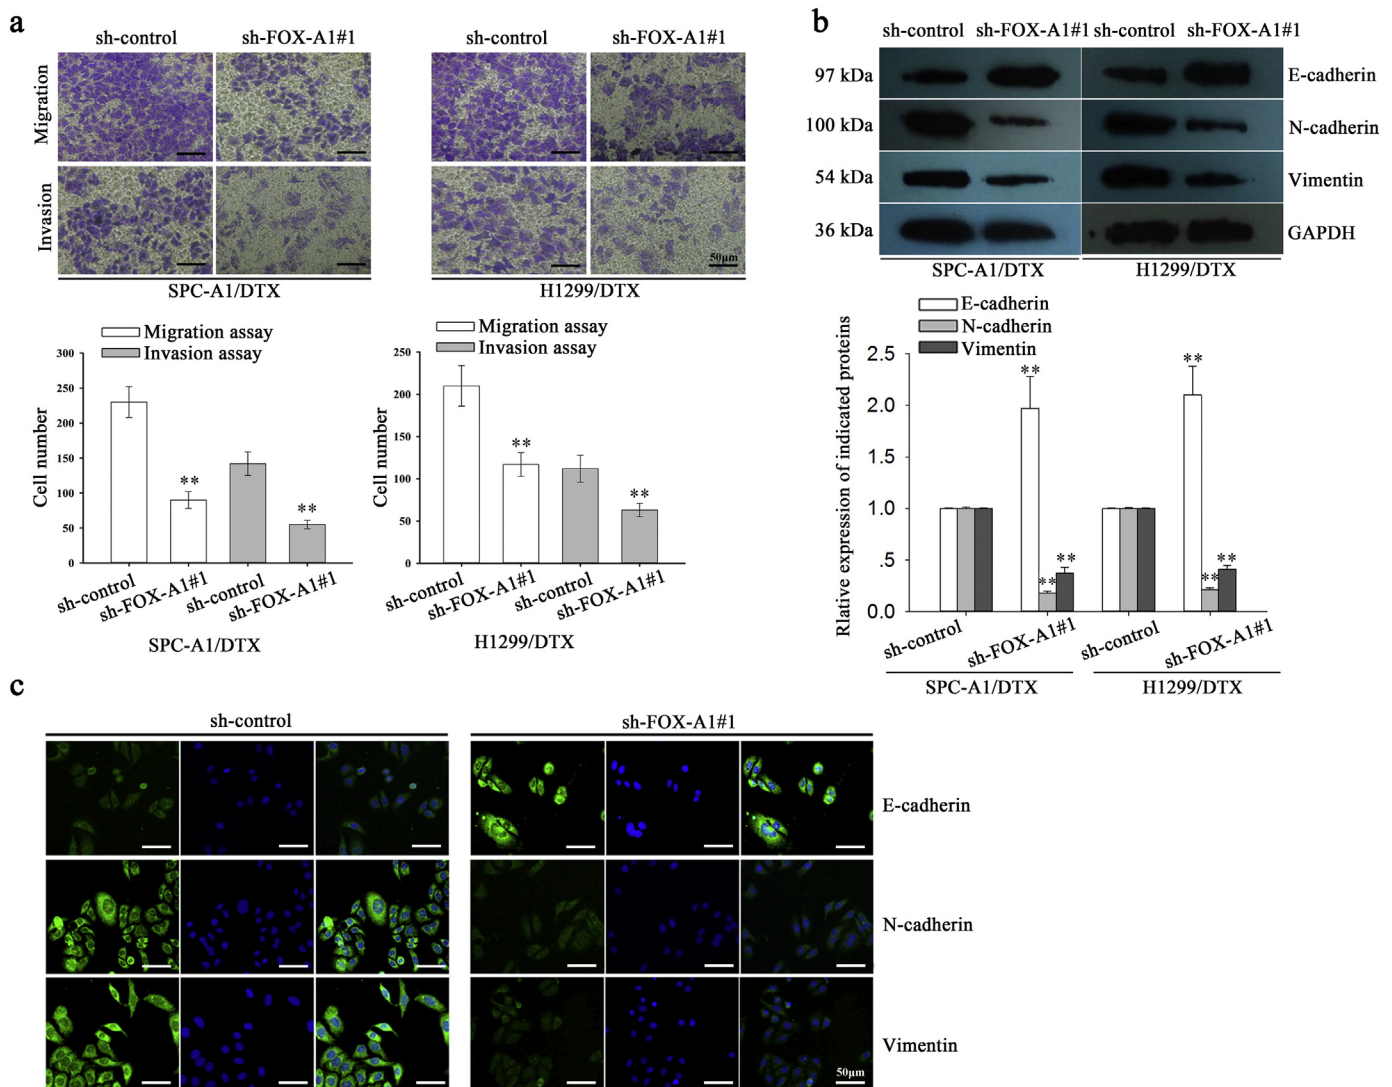 a
sh-control sh-FOX-A1#1 sh-control sh-FOX-A1#1
Migration
Invasion
50μm
SPC-A1/DTX H1299/DTX
Migration assay
Invasion assay
300
250
200
150
100
50
0
Cell number
**
**
sh-control sh-FOX-A1#1 sh-control sh-FOX-A1#1
SPC-A1/DTX
Migration assay
Invasion assay
250
200
150
100
50
0
Cell number
**
**
sh-control sh-FOX-A1#1 sh-control sh-FOX-A1#1
H1299/DTX
b
sh-control sh-FOX-A1#1 sh-control sh-FOX-A1#1
97 kDa E-cadherin
100 kDa N-cadherin
54 kDa Vimentin
36 kDa GAPDH
SPC-A1/DTX H1299/DTX
E-cadherin
N-cadherin
Vimentin
2.5
2.0
1.5
1.0
.5
0.0
Rlative expression of indicated proteins
** ** **
** ** **
sh-control sh-FOX-A1#1 sh-control sh-FOX-A1#1
SPC-A1/DTX H1299/DTX
c
sh-control sh-FOX-A1#1
E-cadherin
N-cadherin
Vimentin
50μm